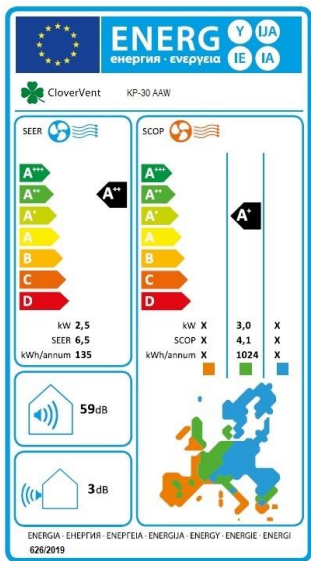 ENERG Y IJA
енергия · ενεργεια IE IA
CloverVent KP-30 AAW
SEER
SCOP
A+++
A++
A+
A
B
C
D
A++
A+++
A++
A+
A
B
C
D
A+
kW 2,5
SEER 6,5
kWh/annum 135
kW X 3,0 X
SCOP X 4,1 X
kWh/annum X 1024 X
59dB
3dB
ENERGIA · ЕНЕРГИЯ · ΕΝΕΡΓΕΙΑ · ENERGIJA · ENERGY · ENERGIE · ENERGI
626/2019